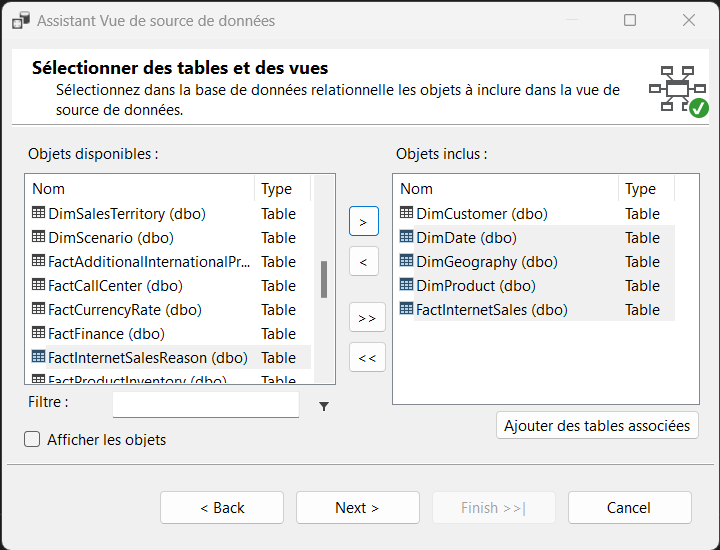 Assistant Vue de source de données
Sélectionner des tables et des vues
Sélectionnez dans la base de données relationnelle les objets à inclure dans la vue de
source de données.
Objets disponibles :
Nom Type
DimSalesTerritory (dbo) Table
DimScenario (dbo) Table
FactAdditionalInternationalPr... Table
FactCallCenter (dbo) Table
FactCurrencyRate (dbo) Table
FactFinance (dbo) Table
FactInternetSalesReason (dbo) Table
FactProductInventory (dbo) Table
>
<
>>
<<
Objets inclus :
Nom Type
DimCustomer (dbo) Table
DimDate (dbo) Table
DimGeography (dbo) Table
DimProduct (dbo) Table
FactInternetSales (dbo) Table
Filtre :
Ajouter des tables associées
Afficher les objets
< Back
Next >
Finish >>|
Cancel